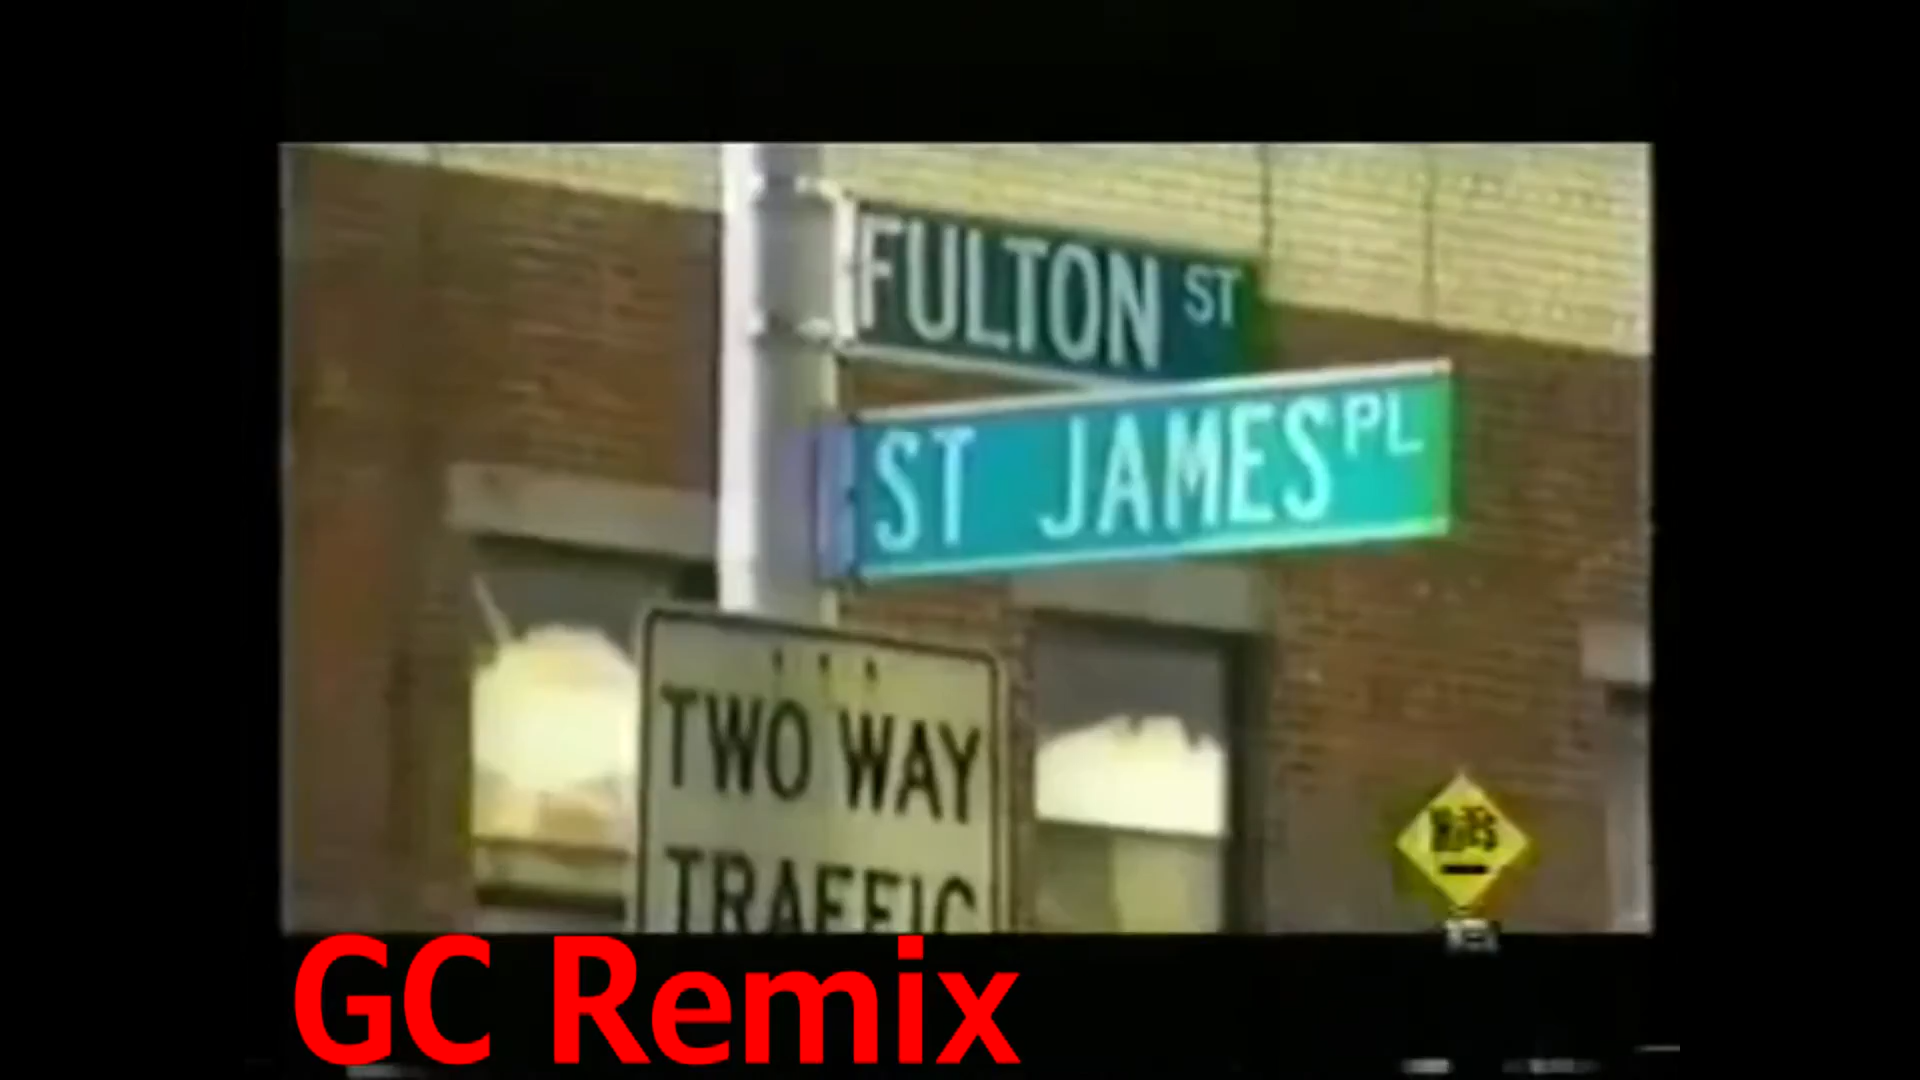 FULTON ST
ST JAMES PL
TWO WAY
TRAFFIC
GC Remix